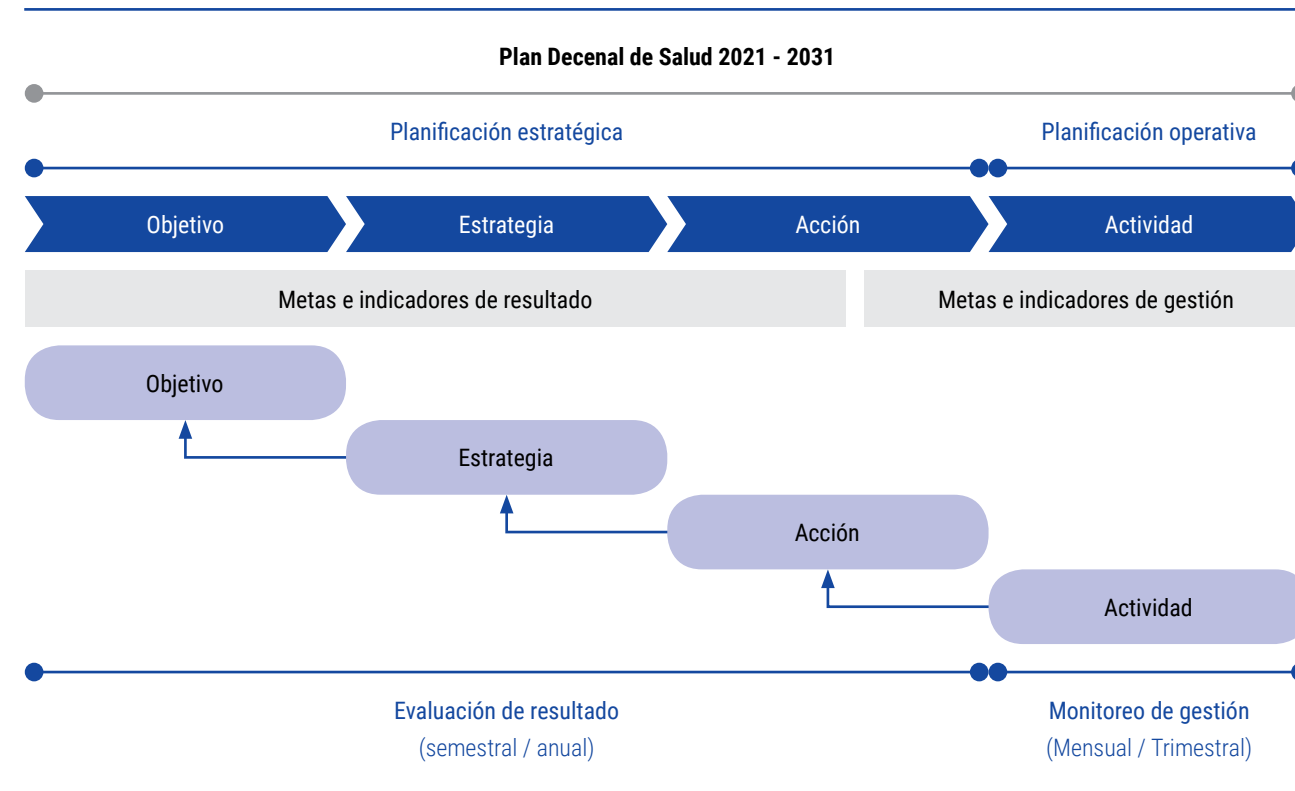 Plan Decenal de Salud 2021 - 2031
Planificación estratégica
Planificación operativa
Objetivo
Estrategia
Acción
Actividad
Metas e indicadores de resultado
Metas e indicadores de gestión
Objetivo
Estrategia
Acción
Actividad
Evaluación de resultado
(semestral / anual)
Monitoreo de gestión
(Mensual / Trimestral)